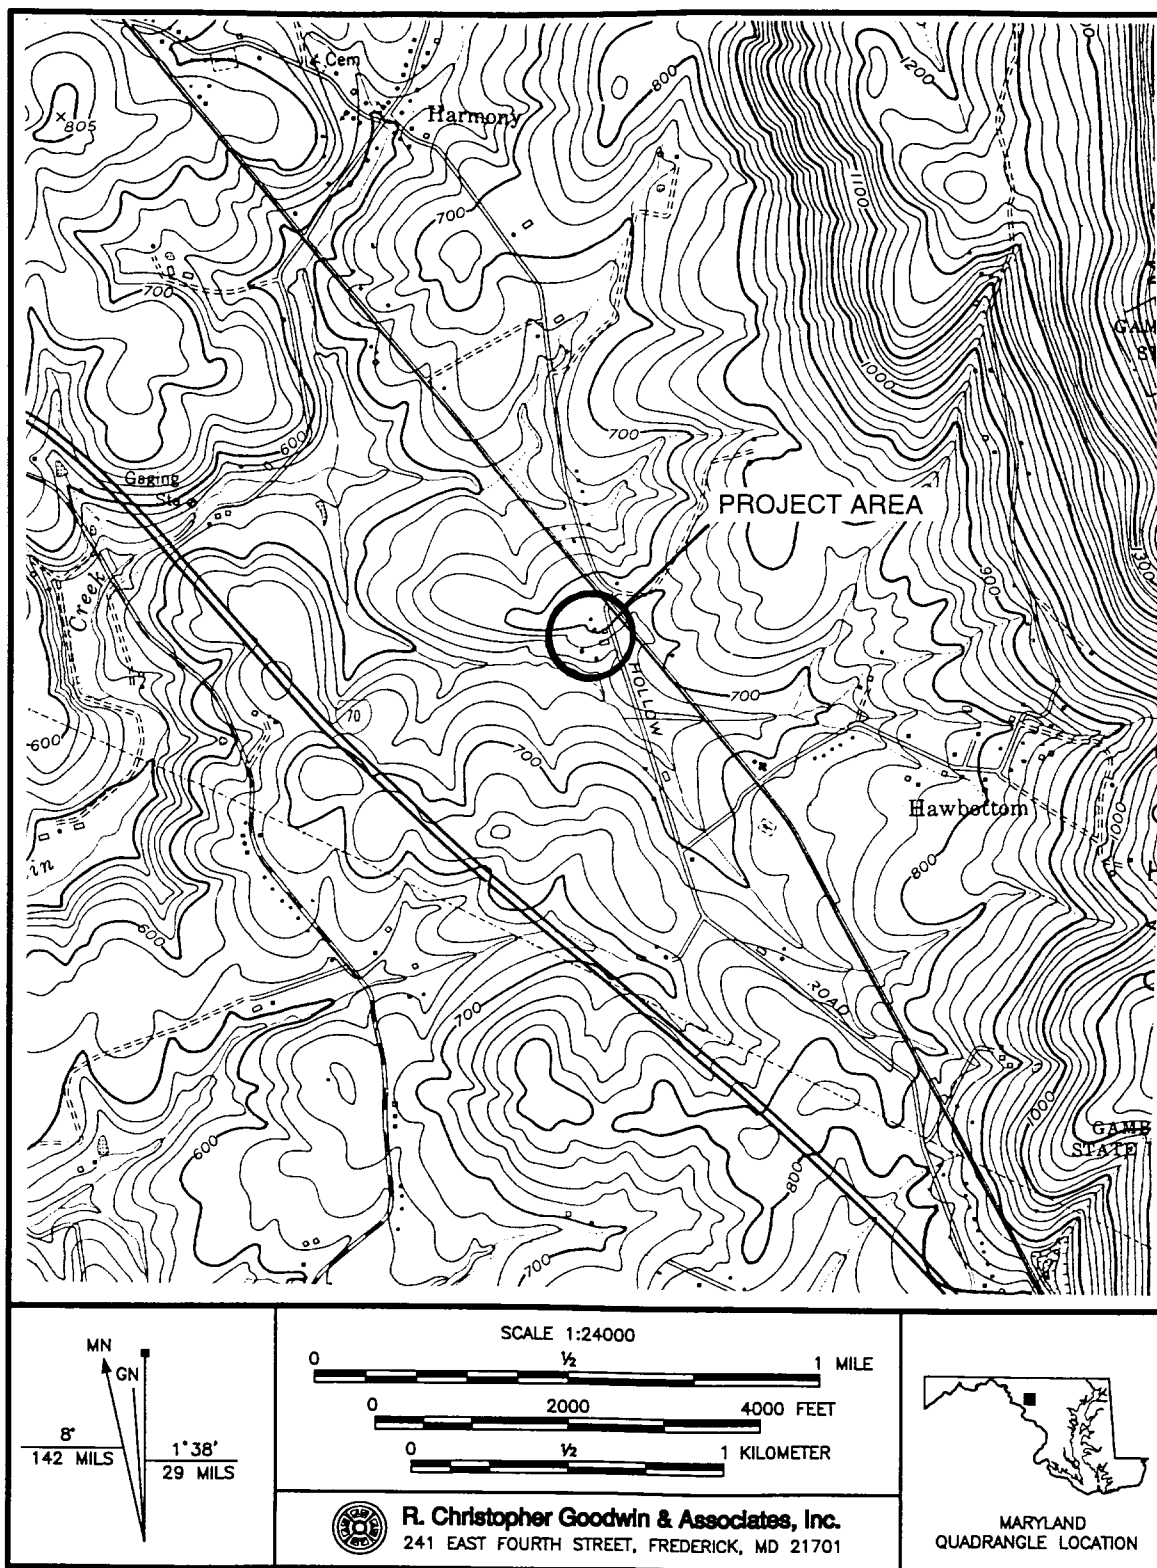 Cem
1200
800
Harmony
805
1100
700
700
GAM
ST
1000
700
600
Gaging
Sta
PROJECT AREA
1300
900
Creek
HOLLOW
700
600
70
700
Hawbottom
1000
800
in
600
700
ROAD
1000
600
GAMB
STATE
800
700
MN
GN
8°
142 MILS
1°38'
29 MILS
SCALE 1:24000
0 ½ 1 MILE
0 2000 4000 FEET
0 ½ 1 KILOMETER
R. Christopher Goodwin & Associates, Inc.
241 EAST FOURTH STREET, FREDERICK, MD 21701
MARYLAND
QUADRANGLE LOCATION